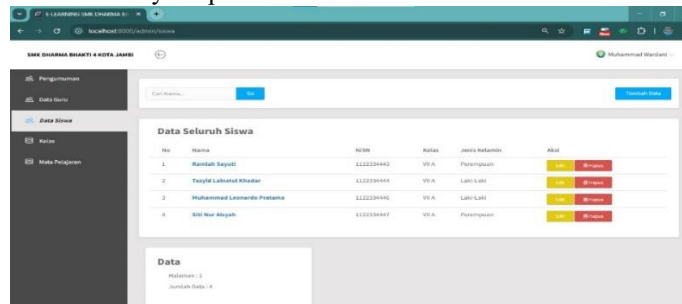 E-LEARNING SMK DHARMA B
localhost:8000/admin/siswa
SMK DHARMA BHAKTI 4 KOTA JAMBI
Muhammad Wardani
Pengumuman
Data Guru
Cari Nama...
Go
Tambah Data
Data Siswa
Kelas
Mata Pelajaran
Data Seluruh Siswa
No Nama NISN Kelas Jenis Kelamin Aksi
1 Ramlah Sayuti 1122334443 VII A Perempuan Edit Hapus
2 Tasyid 1122334444 VII A Laki-Laki Edit Hapus
3 Muhammad Leonardo Pratama 1122334446 VII A Laki-Laki Edit Hapus
4 Siti Nur Aisyah 1122334447 VII A Perempuan Edit Hapus
Data
Halaman : 1
Jumlah Data : 4